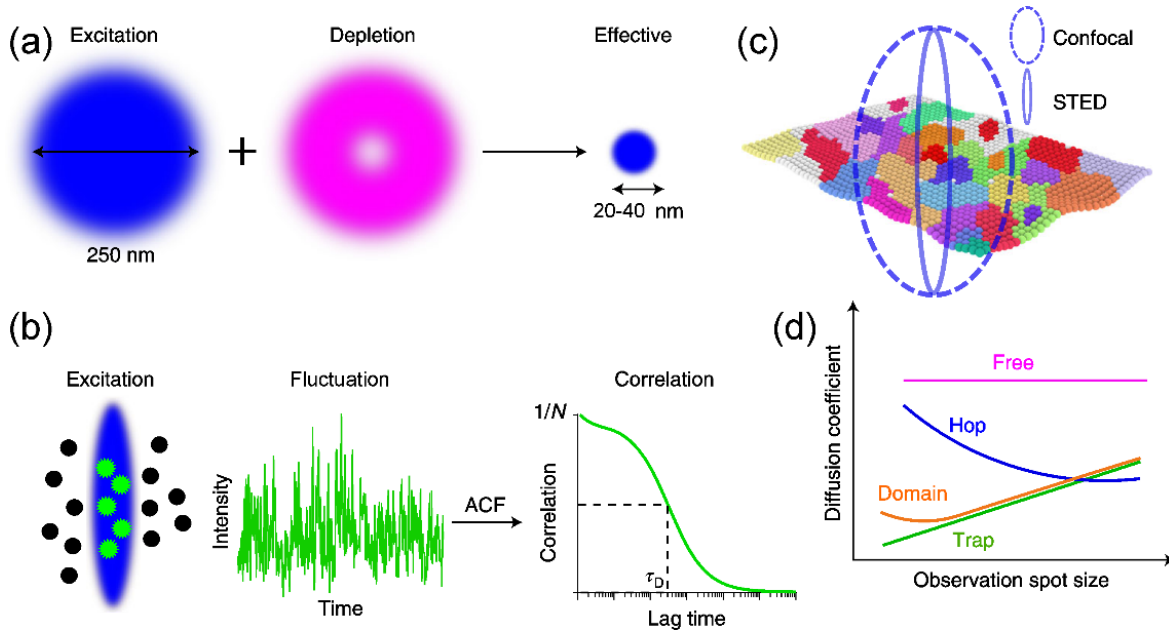 (a)
Excitation
Depletion
Effective
+
250 nm
20-40 nm
(c)
Confocal
STED
(b)
Excitation
Fluctuation
Correlation
Intensity
Time
ACF
1/N
Correlation
τD
Lag time
(d)
Diffusion coefficient
Free
Hop
Domain
Trap
Observation spot size